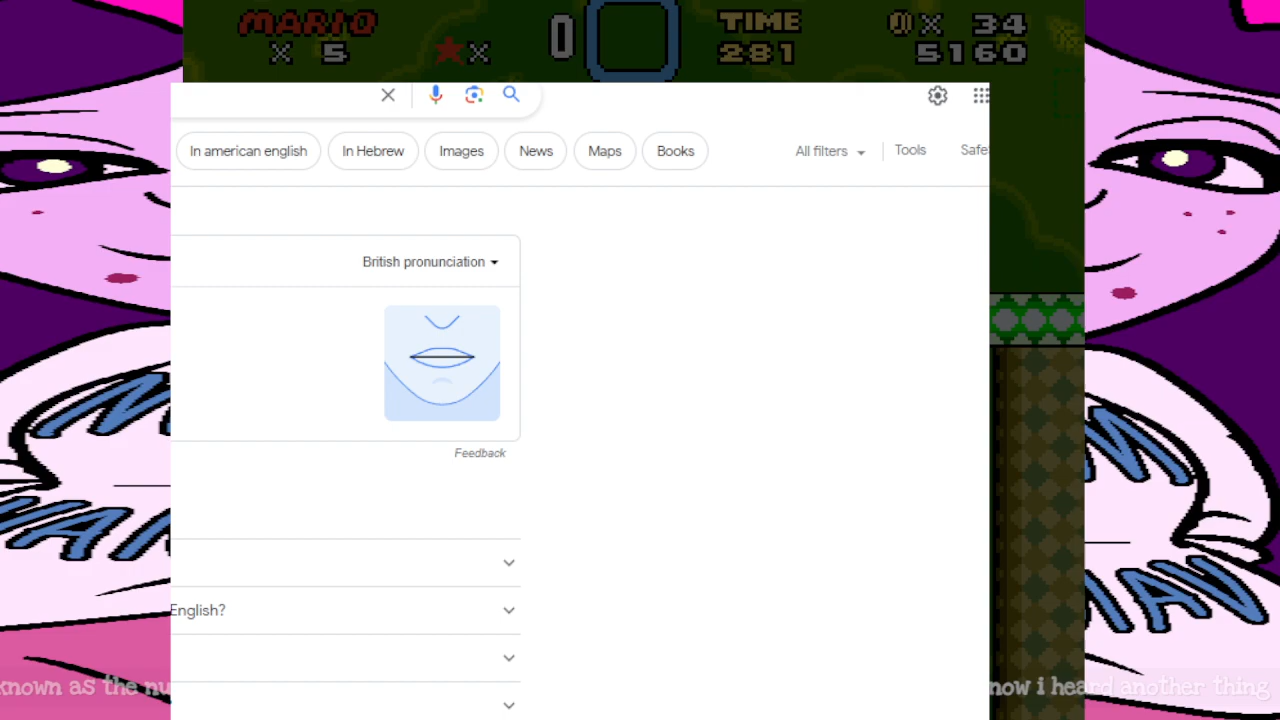 MARIO
TIME
X 34
X 5
X
0
281
5160
In american english
In Hebrew
Images
News
Maps
Books
All filters
Tools
Safe
British pronunciation
Feedback
English?
known as the nu
now i heard another thing